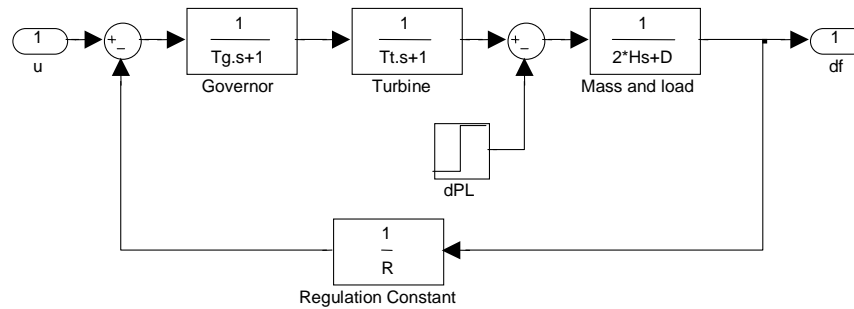 1
u
+
−
1
Tg.s+1
Governor
1
Tt.s+1
Turbine
+
−
1
2*Hs+D
Mass and load
1
df
dPL
1
R
Regulation Constant